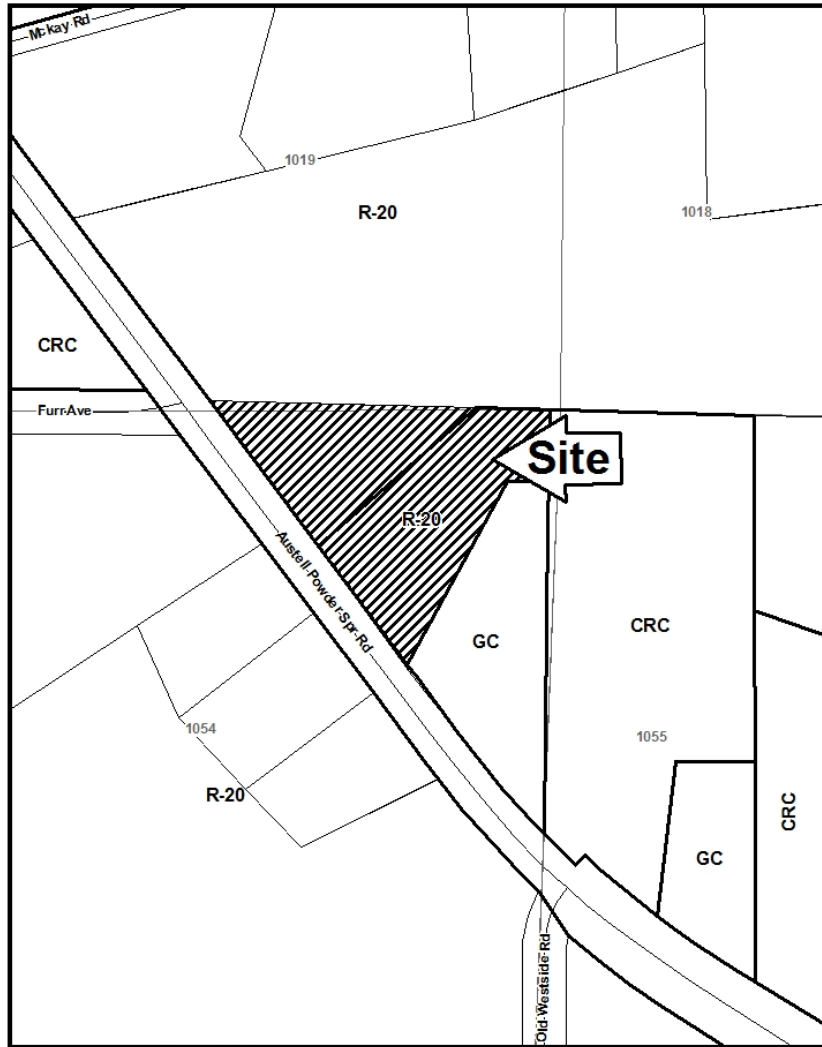 Mckay Rd
1019
R-20
1018
CRC
Furr Ave
Site
R-20
Austell-Powder-Spr-Rd
GC
CRC
1054
1055
R-20
CRC
GC
Old Westside Rd